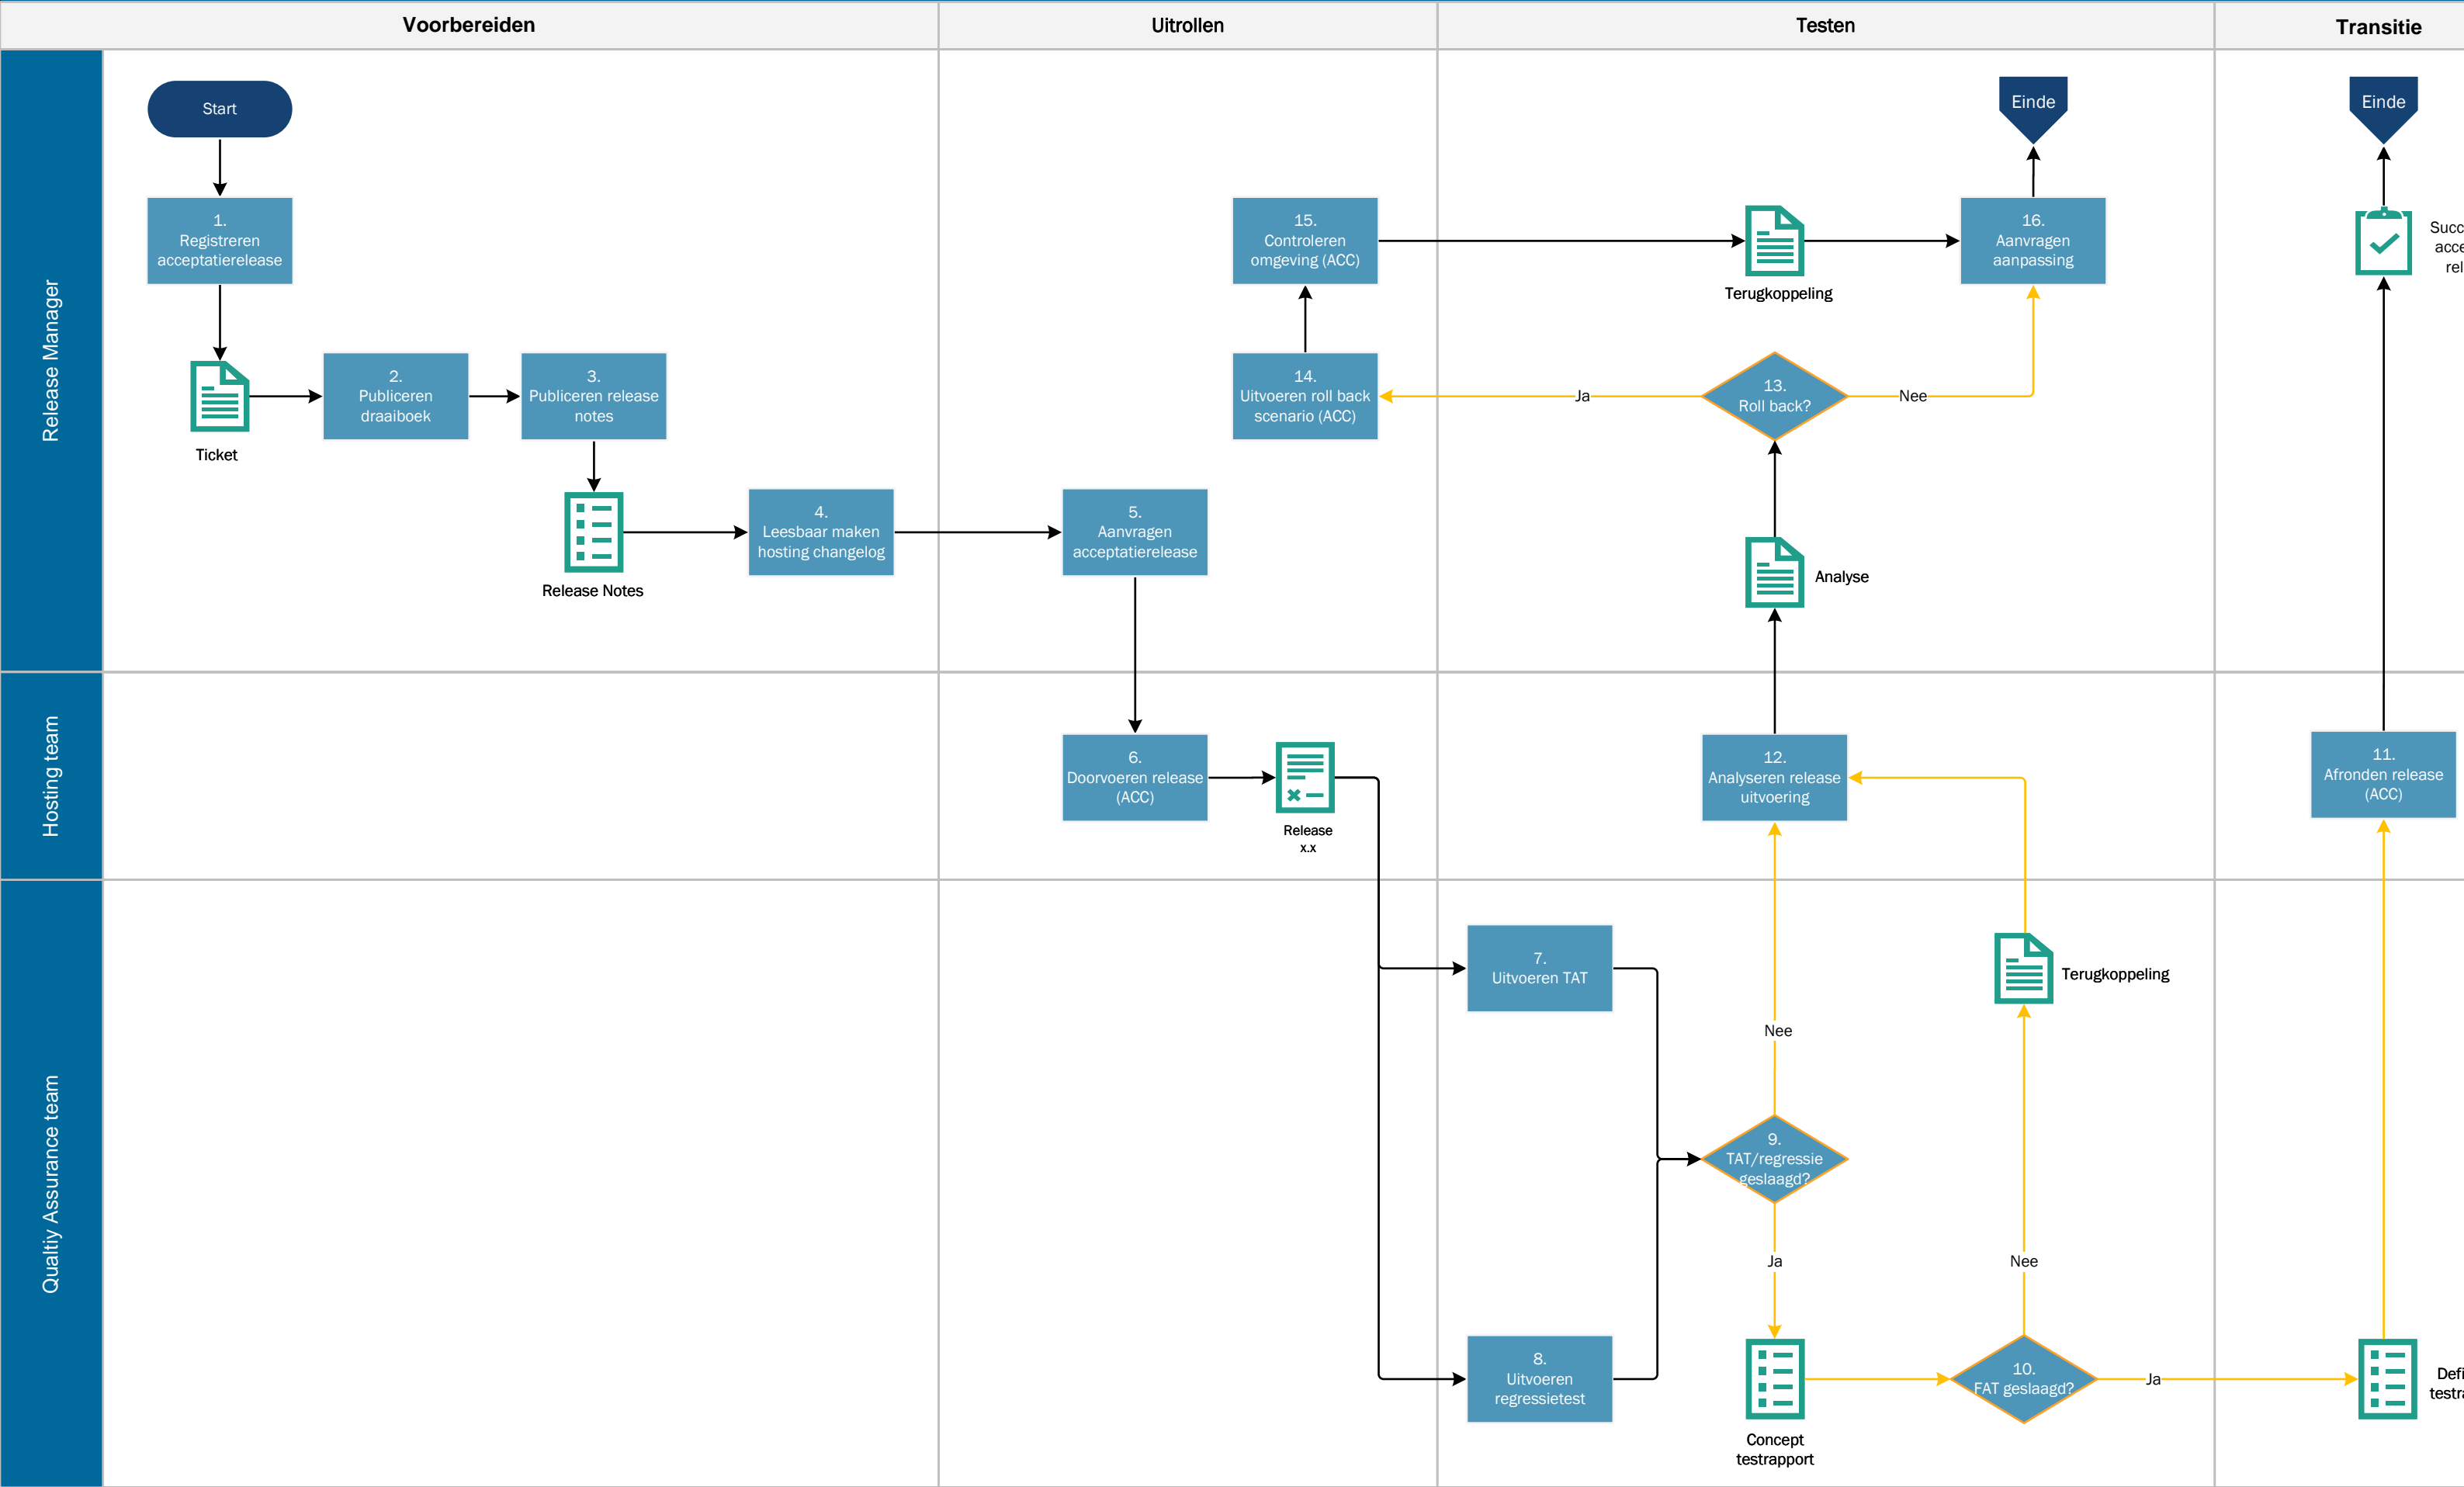 Voorbereiden
Uitrollen
Testen
Transitie
Release Manager
Start
Einde
Einde
1.
Registreren
acceptatierelease
15.
Controleren
omgeving (ACC)
Terugkoppeling
16.
Aanvragen
aanpassing
Ticket
2.
Publiceren
draaiboek
3.
Publiceren release
notes
14.
Uitvoeren roll back
scenario (ACC)
Ja
13.
Roll back?
Nee
Release Notes
4.
Leesbaar maken
hosting changelog
5.
Aanvragen
acceptatierelease
Analyse
Hosting team
6.
Doorvoeren release
(ACC)
Release
x.x
12.
Analyseren release
uitvoering
11.
Afronden release
(ACC)
Qualtiy Assurance team
7.
Uitvoeren TAT
Terugkoppeling
Nee
9.
TAT/regressie
geslaagd?
Ja
Nee
8.
Uitvoeren
regressietest
Concept
testrapport
10.
FAT geslaagd?
Ja